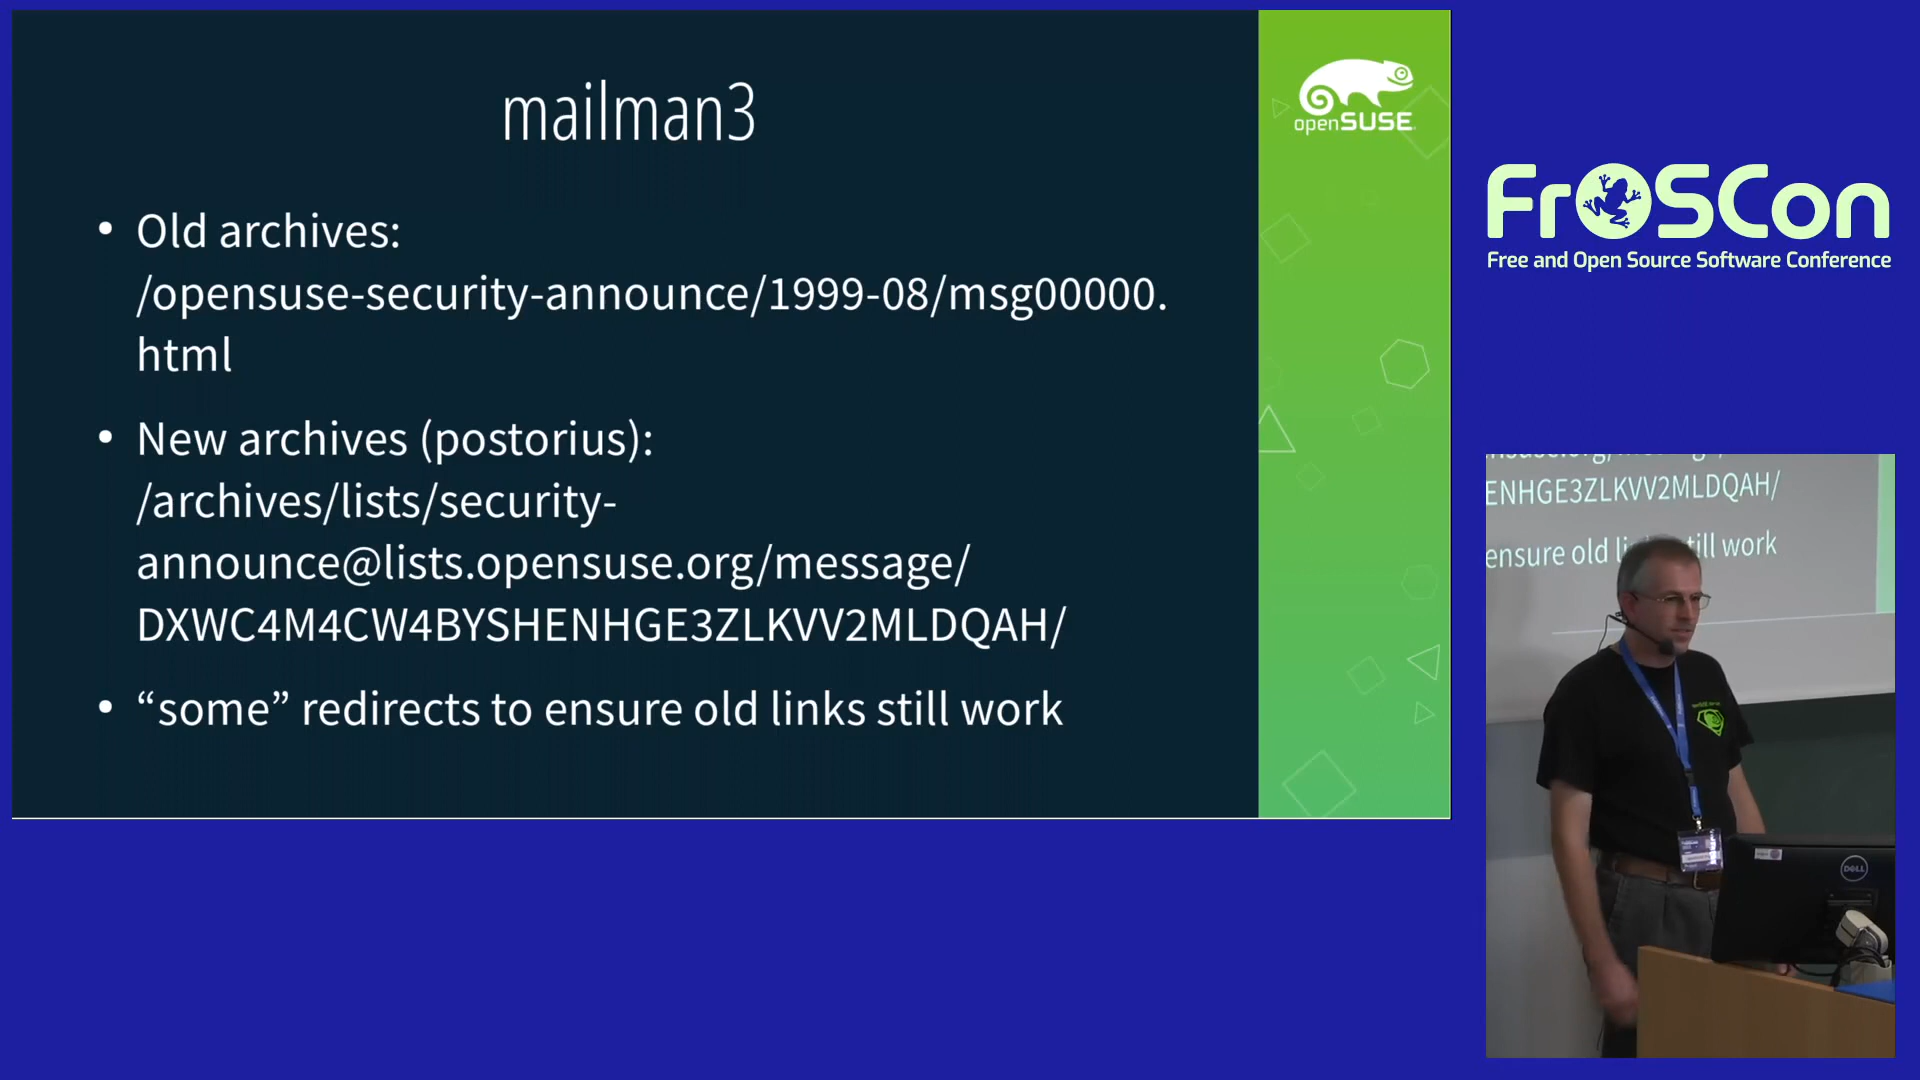 mailman3
• Old archives:
/opensuse-security-announce/1999-08/msg00000.
html
• New archives (postorius):
/archives/lists/security-
announce@lists.opensuse.org/message/
DXWC4M4CW4BYSHENHGE3ZLKVV2MLDQAH/
• “some” redirects to ensure old links still work
openSUSE
FrOSCon
Free and Open Source Software Conference
ENHGE3ZLKVV2MLDQAH/
ensure old
still work
DELL